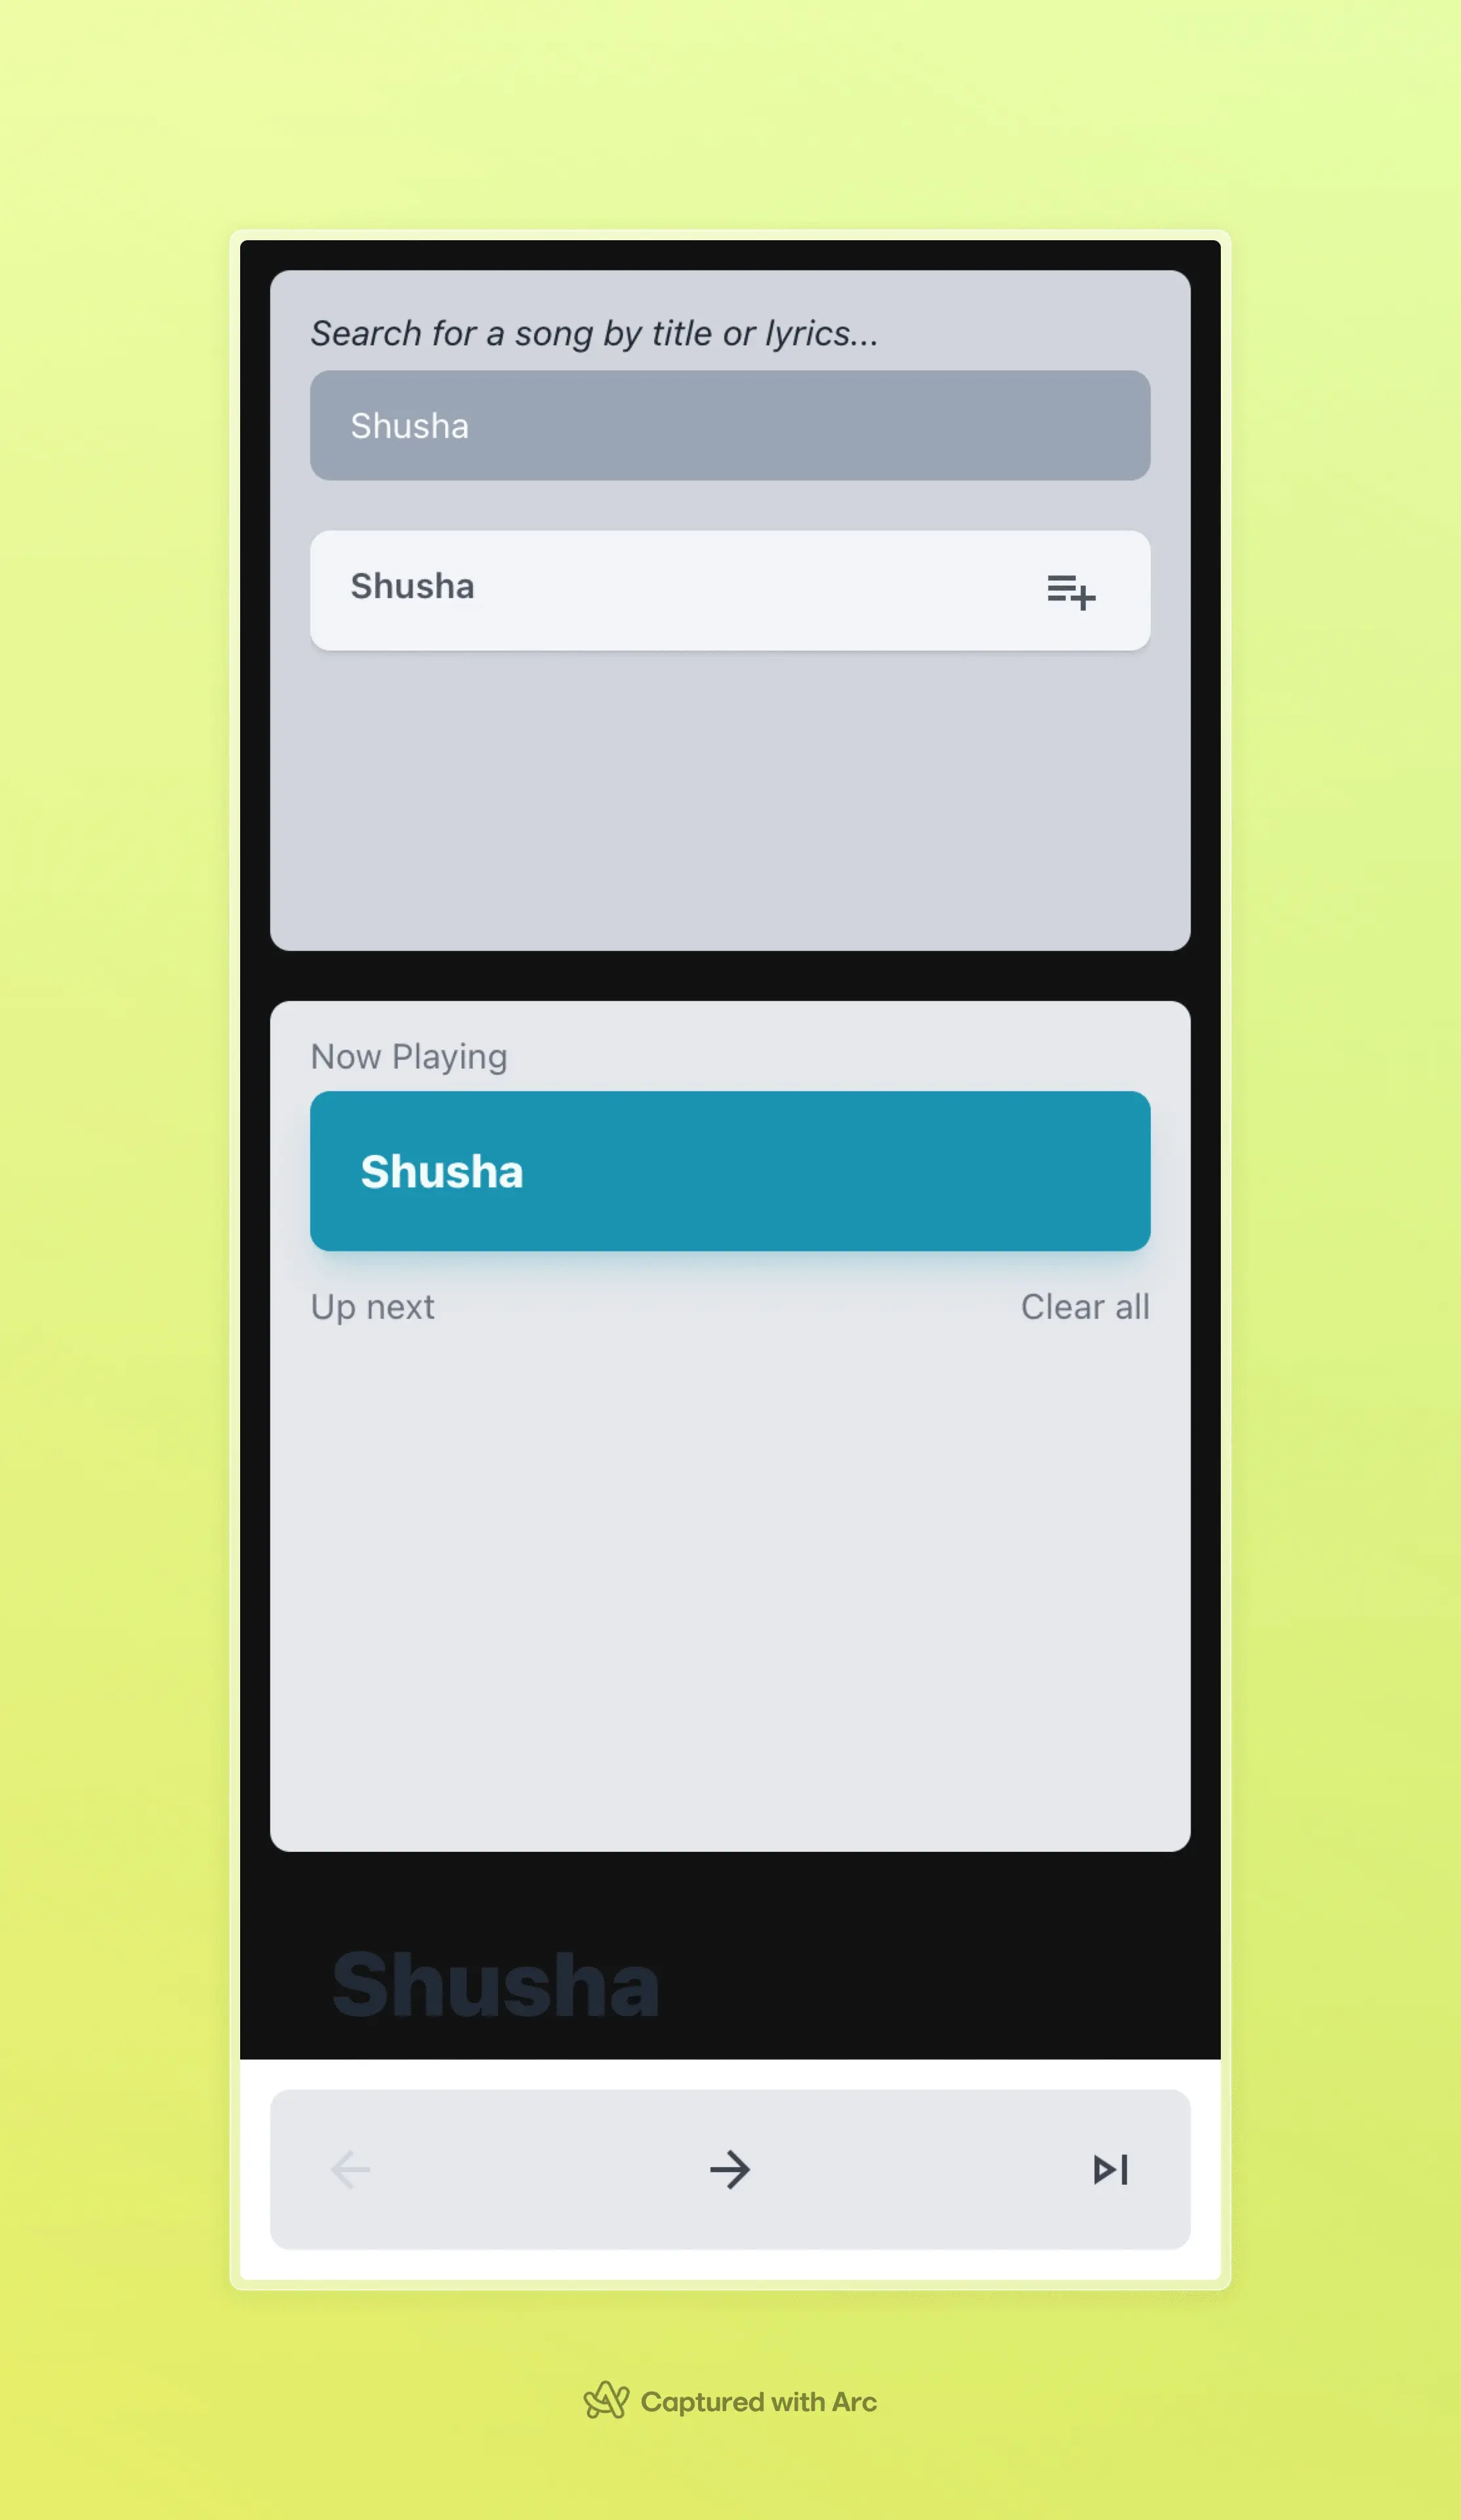 Search for a song by title or lyrics...
Shusha
Shusha
Now Playing
Shusha
Up next
Clear all
Shusha
Captured with Arc